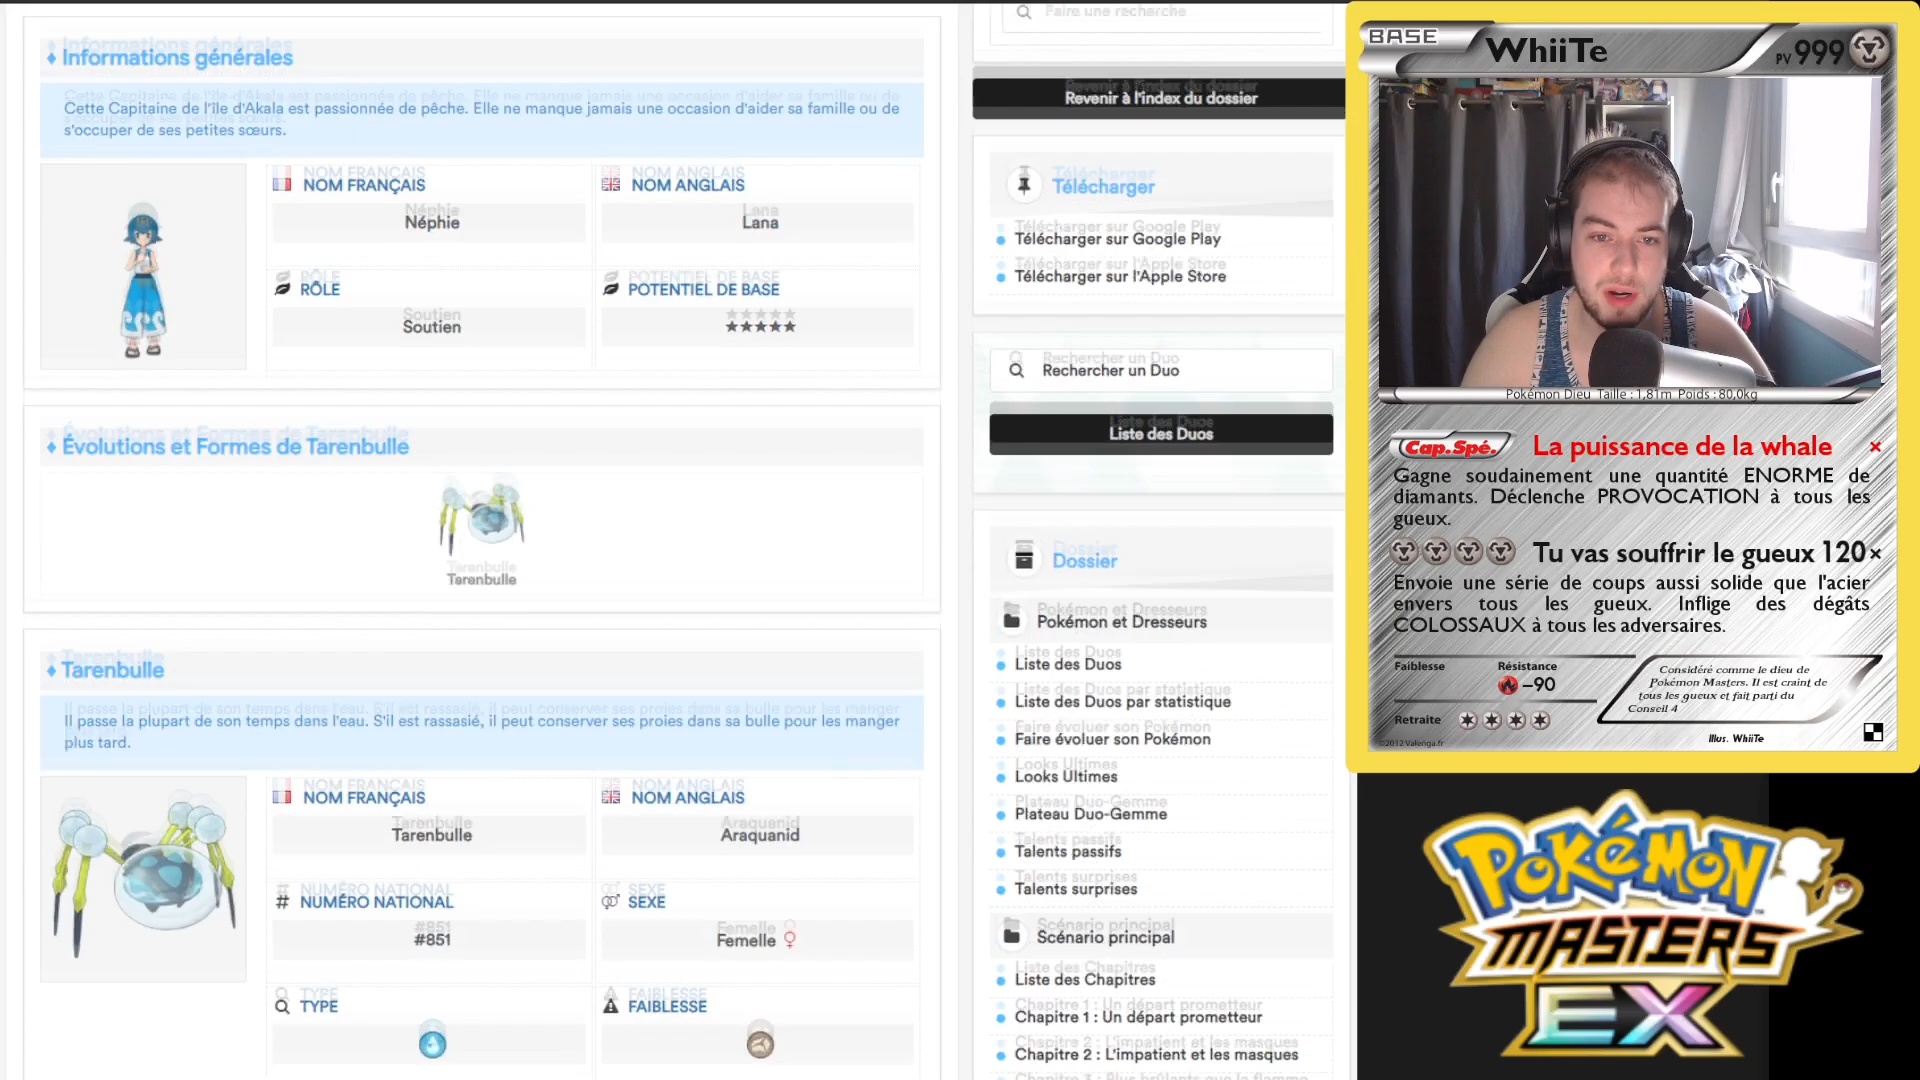 Informations générales
Cette Capitaine de l'île d'Akala est passionnée de pêche. Elle ne manque jamais une occasion d'aider sa famille ou de
s'occuper de ses petites sœurs.
NOM FRANÇAIS
Néphie
NOM ANGLAIS
Lana
RÔLE
Soutien
POTENTIEL DE BASE
★★★★★
Évolutions et Formes de Tarenbulle
Tarenbulle
Tarenbulle
Il passe la plupart de son temps dans l'eau. S'il est rassasié, il peut conserver ses proies dans sa bulle pour les manger
plus tard.
NOM FRANÇAIS
Tarenbulle
NOM ANGLAIS
Araquanid
# NUMÉRO NATIONAL
#851
SEXE
Femelle ♀
TYPE
FAIBLESSE
Faire une recherche
Revenir à l'index du dossier
Télécharger
Télécharger sur Google Play
Télécharger sur l'Apple Store
Rechercher un Duo
Liste des Duos
Dossier
Pokémon et Dresseurs
Liste des Duos
Liste des Duos par statistique
Faire évoluer son Pokémon
Looks Ultimes
Plateau Duo-Gemme
Talents passifs
Talents surprises
Scénario principal
Liste des Chapitres
Chapitre 1 : Un départ prometteur
Chapitre 2 : L'impatient et les masques
Chapitre 3 : Plus brûlants que la flamme
BASE
WhiiTe
PV 999
Pokémon Dieu Taille : 1,81m Poids : 80,0kg
Cap.Spé. La puissance de la whale ×
Gagne soudainement une quantité ENORME de
diamants. Déclenche PROVOCATION à tous les
gueux.
Tu vas souffrir le gueux 120×
Envoie une série de coups aussi solide que l'acier
envers tous les gueux. Inflige des dégâts
COLOSSAUX à tous les adversaires.
Faiblesse
Résistance
-90
Retraite
Considéré comme le dieu de
Pokémon Masters. Il est craint de
tous les gueux et fait parti du
Conseil 4
©2012 Valenga.fr
Illus. WhiiTe
POKéMON
MASTERS
EX